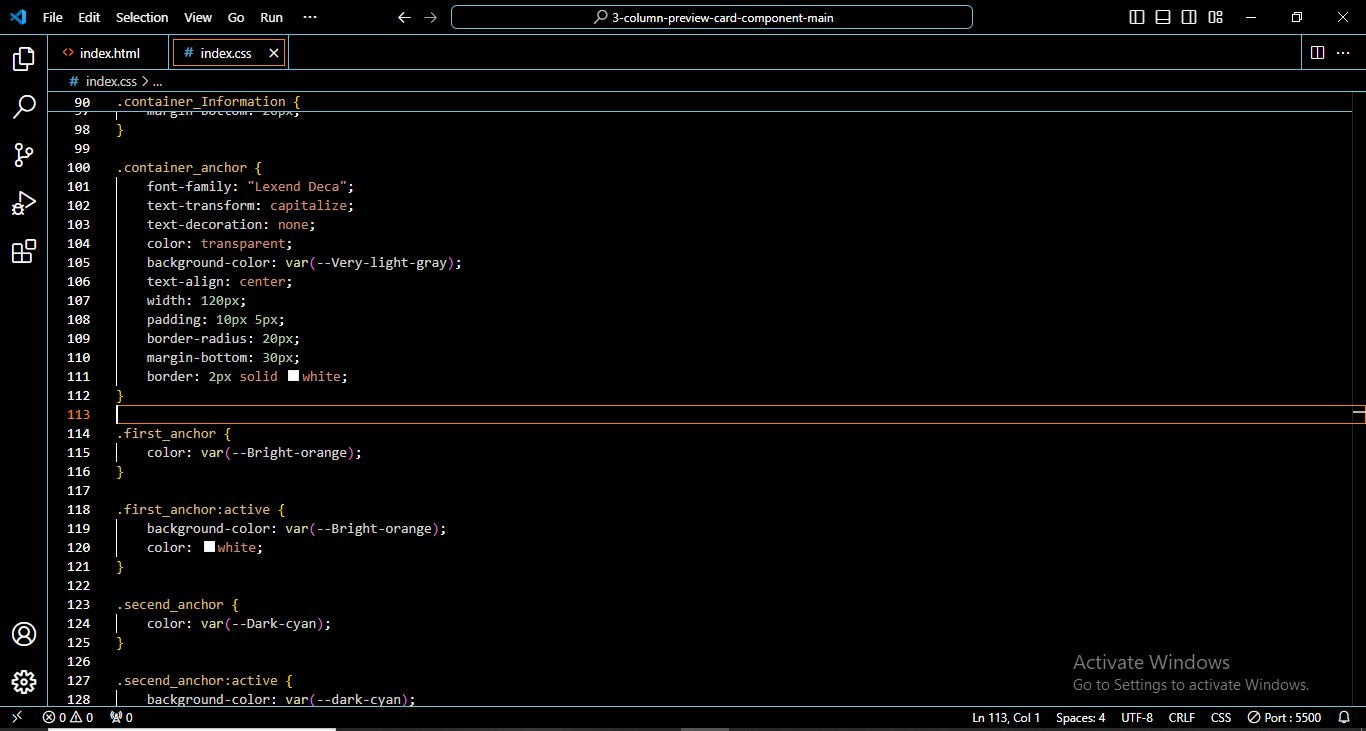 File Edit Selection View Go Run ···
3-column-preview-card-component-main
<> index.html # index.css ×
# index.css > ...
90 .container_Information {
97 margin-bottom: 20px;
98 }
99
100 .container_anchor {
101 font-family: "Lexend Deca";
102 text-transform: capitalize;
103 text-decoration: none;
104 color: transparent;
105 background-color: var(--Very-light-gray);
106 text-align: center;
107 width: 120px;
108 padding: 10px 5px;
109 border-radius: 20px;
110 margin-bottom: 30px;
111 border: 2px solid white;
112 }
113
114 .first_anchor {
115 color: var(--Bright-orange);
116 }
117
118 .first_anchor:active {
119 background-color: var(--Bright-orange);
120 color: white;
121 }
122
123 .secend_anchor {
124 color: var(--Dark-cyan);
125 }
126
127 .secend_anchor:active {
128 background-color: var(--dark-cyan);
Activate Windows
Go to Settings to activate Windows.
0 0 0 Ln 113, Col 1 Spaces: 4 UTF-8 CRLF CSS Port : 5500